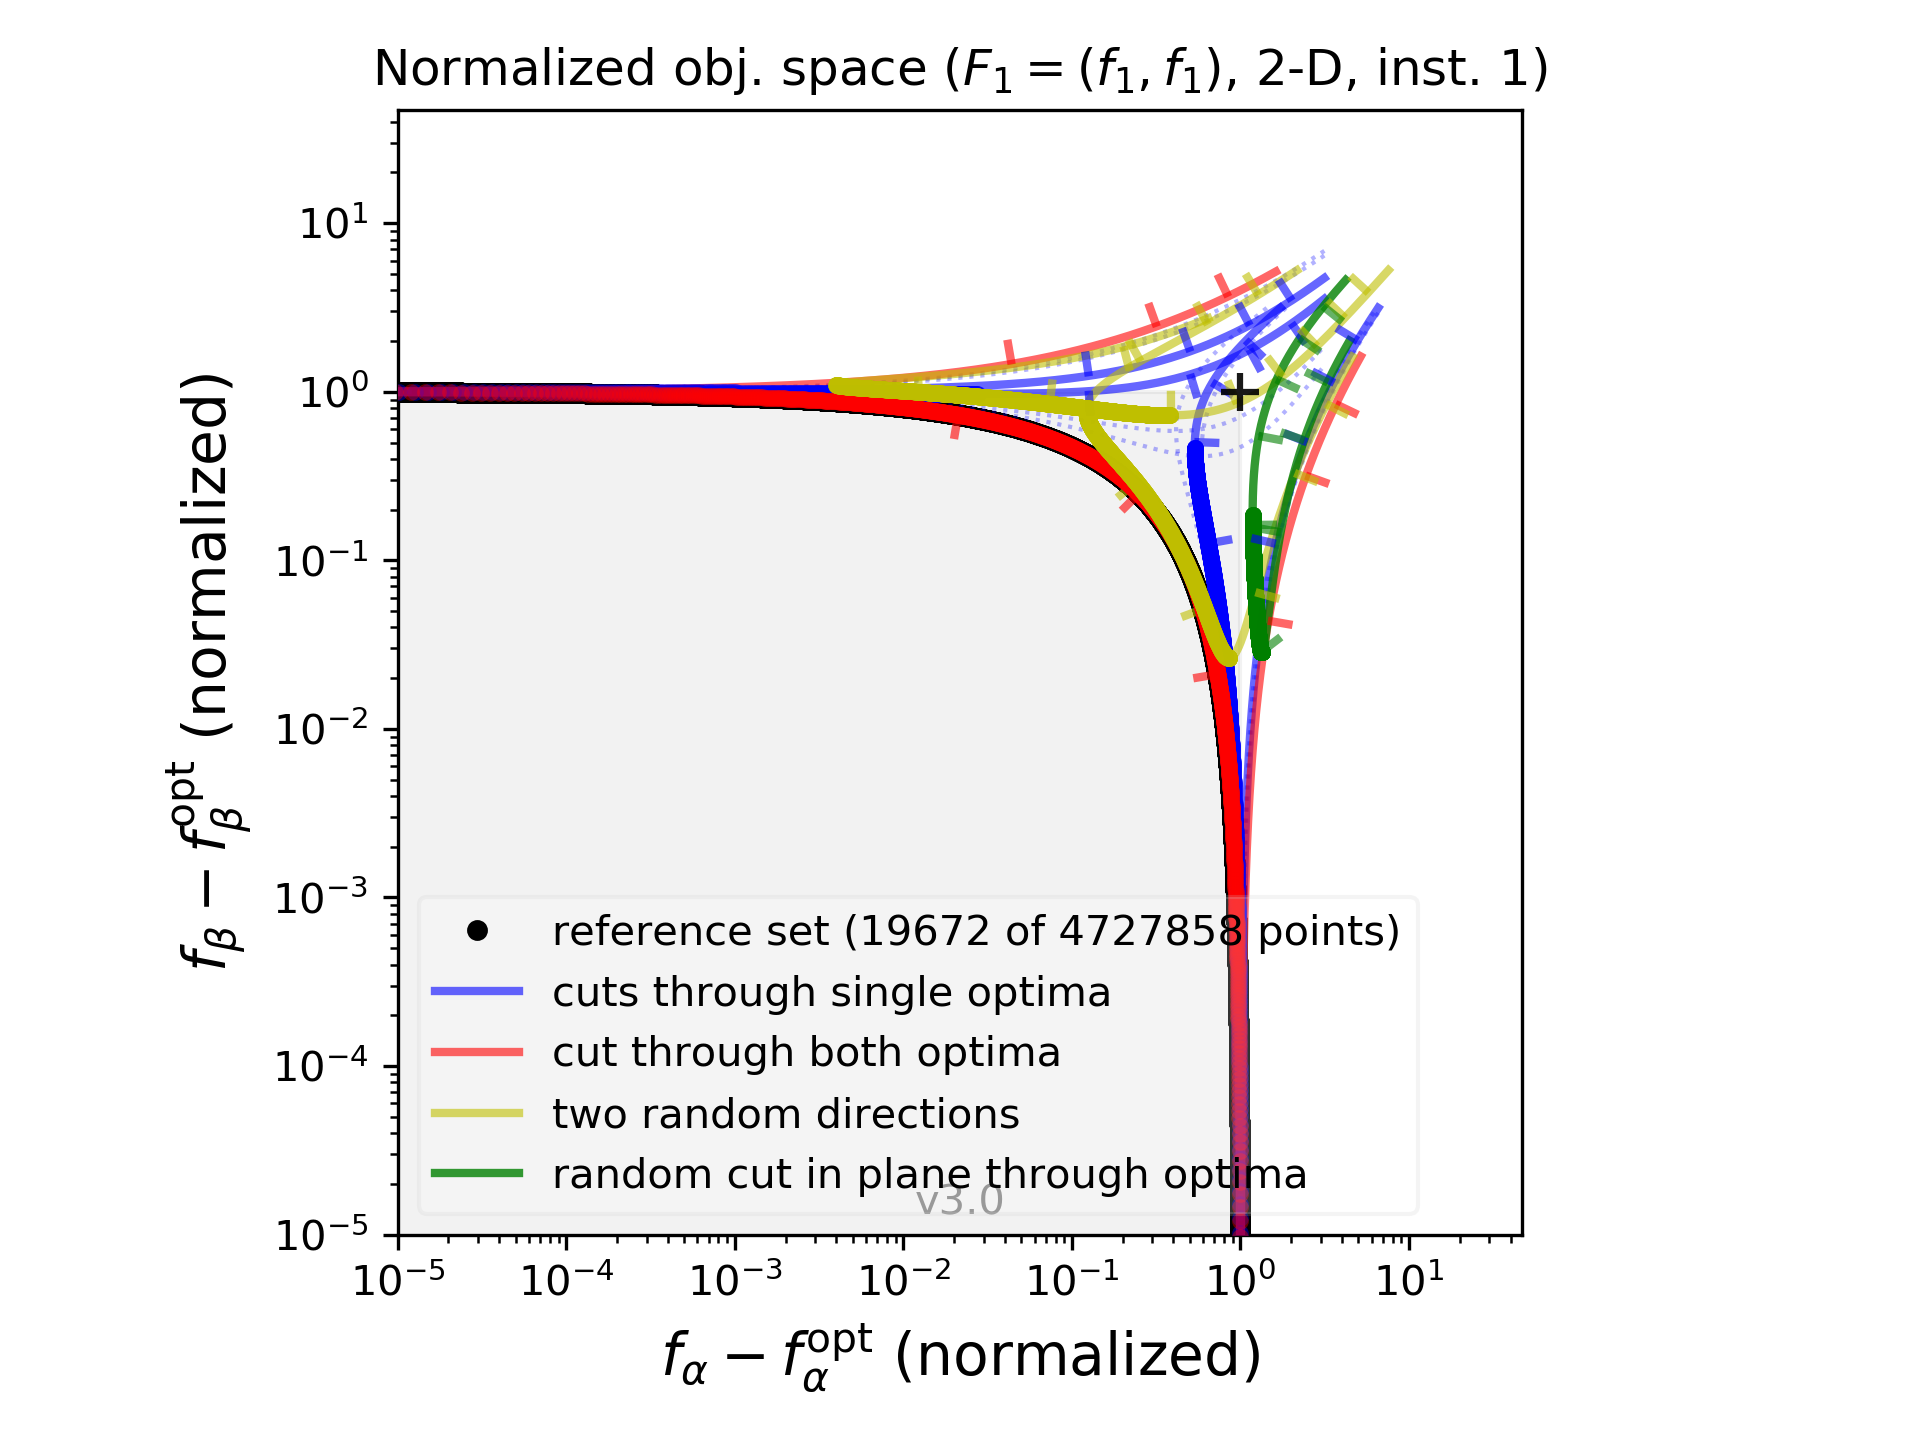 Normalized obj. space (F₁ = (f₁, f₁), 2-D, inst. 1)
f_β − f_β^opt (normalized)
10¹
10⁰
10⁻¹
10⁻²
10⁻³
10⁻⁴
10⁻⁵
reference set (19672 of 4727858 points)
cuts through single optima
cut through both optima
two random directions
random cut in plane through optima
v3.0
10⁻⁵ 10⁻⁴ 10⁻³ 10⁻² 10⁻¹ 10⁰ 10¹
f_α − f_α^opt (normalized)